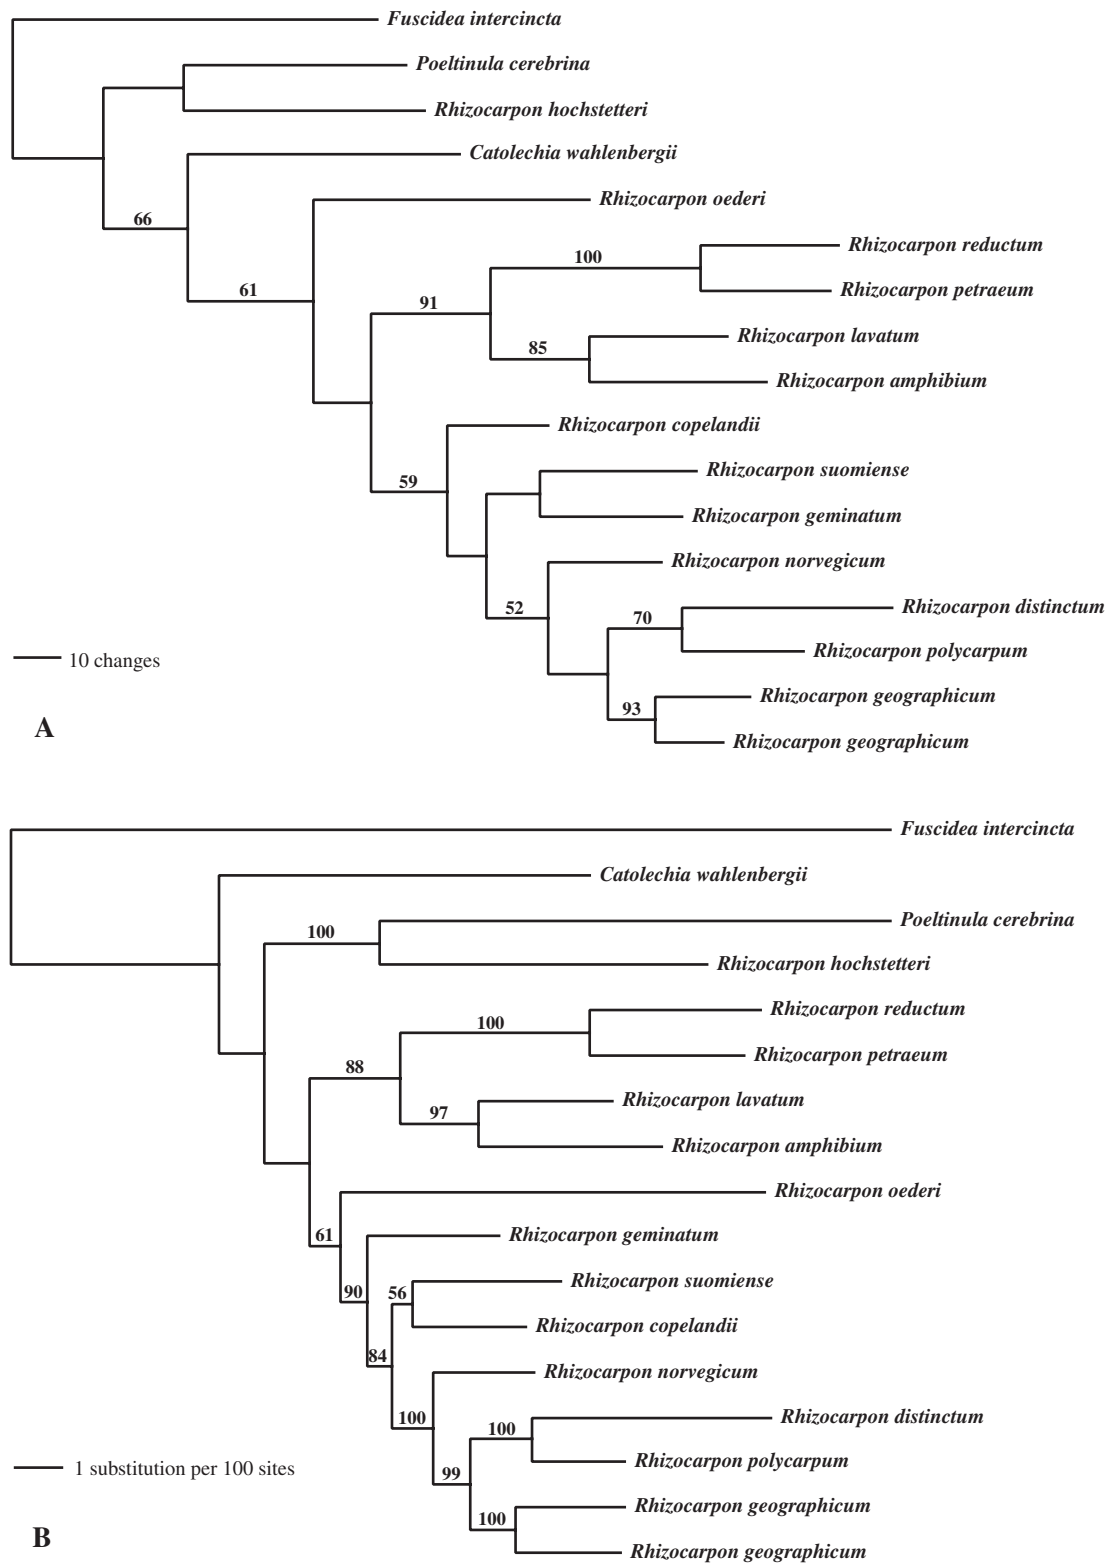 Fuscidea intercincta
Poeltinula cerebrina
Rhizocarpon hochstetteri
Catolechia wahlenbergii
66
Rhizocarpon oederi
61
Rhizocarpon reductum
100
Rhizocarpon petraeum
91
Rhizocarpon lavatum
85
Rhizocarpon amphibium
Rhizocarpon copelandii
59
Rhizocarpon suomiense
Rhizocarpon geminatum
Rhizocarpon norvegicum
52
Rhizocarpon distinctum
70
Rhizocarpon polycarpum
10 changes
Rhizocarpon geographicum
93
Rhizocarpon geographicum
A
Fuscidea intercincta
Catolechia wahlenbergii
Poeltinula cerebrina
100
Rhizocarpon hochstetteri
Rhizocarpon reductum
100
Rhizocarpon petraeum
88
Rhizocarpon lavatum
97
Rhizocarpon amphibium
Rhizocarpon oederi
61
Rhizocarpon geminatum
90
Rhizocarpon suomiense
56
Rhizocarpon copelandii
84
Rhizocarpon norvegicum
100
Rhizocarpon distinctum
100
Rhizocarpon polycarpum
1 substitution per 100 sites
99
Rhizocarpon geographicum
100
Rhizocarpon geographicum
B